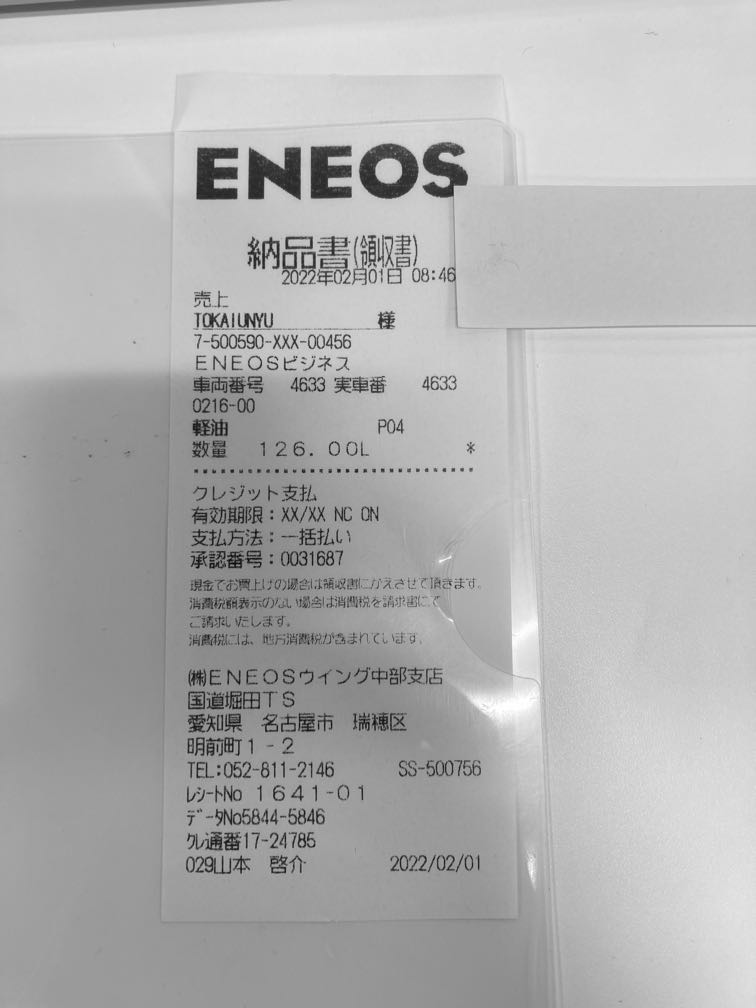 ENEOS
納品書(領収書)
2022年02月01日 08:46
売上
TOKAIUNYU 様
7-500590-XXX-00456
ENEOSビジネス
車両番号 4633 実車番 4633
0216-00
軽油 P04
数量 126.00L *
クレジット支払
有効期限:XX/XX NC ON
支払方法:一括払い
承認番号:0031687
現金でお買上げの場合は領収書にかえさせて頂きます。
消費税額表示のない場合は消費税を請求書にて
ご請求いたします。
消費税には、地方消費税が含まれています。
㈱ENEOSウイング中部支店
国道堀田TS
愛知県 名古屋市 瑞穂区
明前町1-2
TEL:052-811-2146 SS-500756
レシートNo 1641-01
データNo5844-5846
クレ通番17-24785
029山本 啓介 2022/02/01